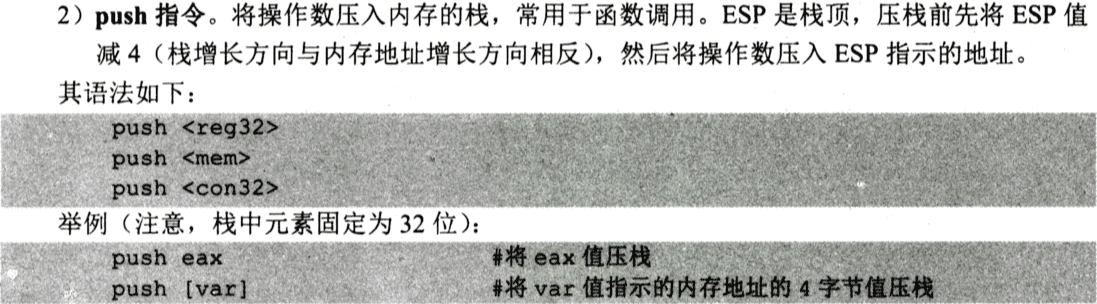 2）push 指令。将操作数压入内存的栈，常用于函数调用。ESP 是栈顶，压栈前先将 ESP 值
减 4（栈增长方向与内存地址增长方向相反），然后将操作数压入 ESP 指示的地址。
其语法如下：
push <reg32>
push <mem>
push <con32>
举例（注意，栈中元素固定为 32 位）：
push eax #将 eax 值压栈
push [var] #将 var 值指示的内存地址的 4 字节值压栈